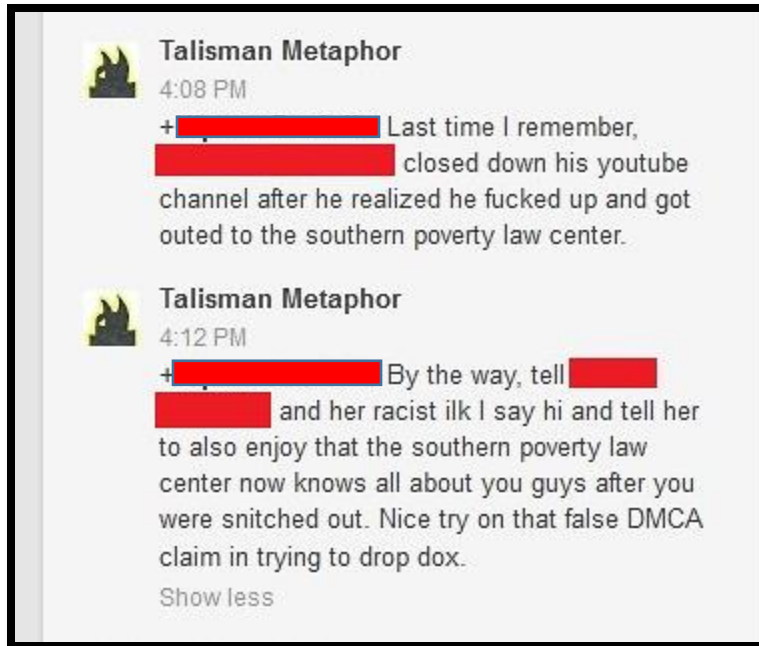 Talisman Metaphor
4:08 PM
+ Last time I remember,
closed down his youtube
channel after he realized he fucked up and got
outed to the southern poverty law center.
Talisman Metaphor
4:12 PM
+ By the way, tell
and her racist ilk I say hi and tell her
to also enjoy that the southern poverty law
center now knows all about you guys after you
were snitched out. Nice try on that false DMCA
claim in trying to drop dox.
Show less